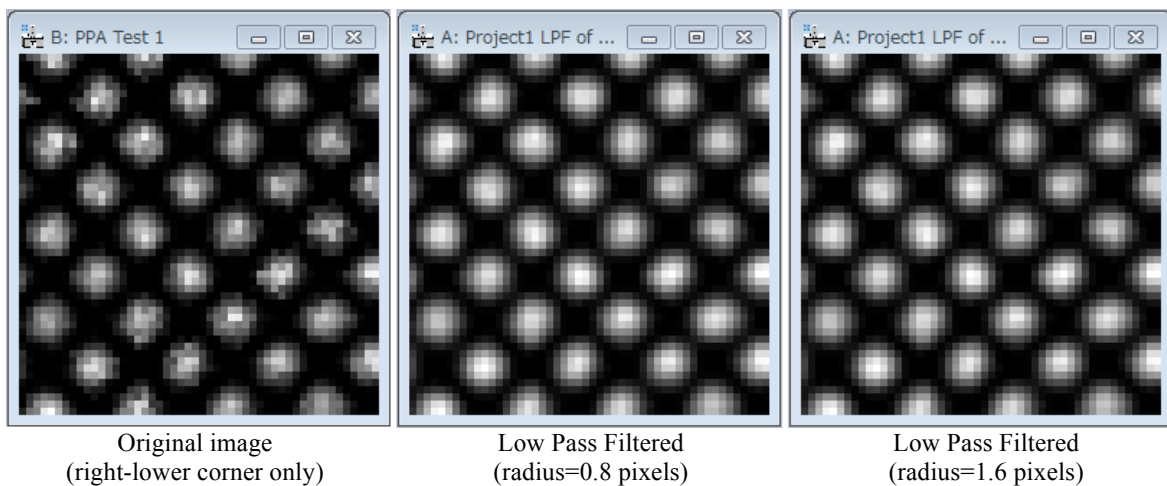 B: PPA Test 1
A: Project1 LPF of ...
A: Project1 LPF of ...
Original image
(right-lower corner only)
Low Pass Filtered
(radius=0.8 pixels)
Low Pass Filtered
(radius=1.6 pixels)